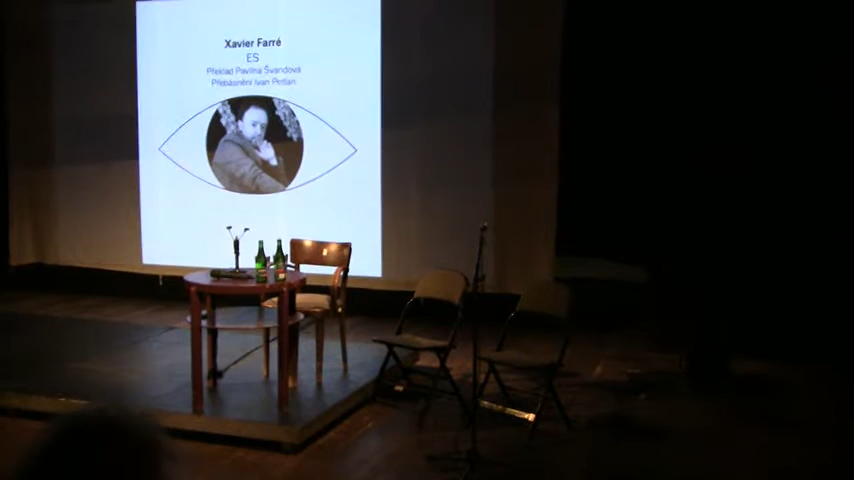 Xavier Farré
ES
Překlad Pavlína Švandová
Přebásnění Ivan Petlan